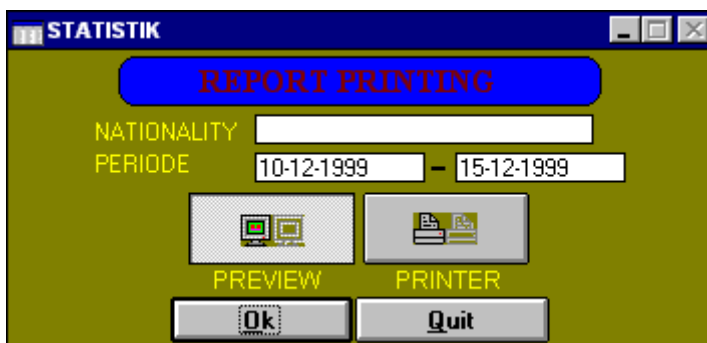 STATISTIK
REPORT PRINTING
NATIONALITY
PERIODE 10-12-1999 – 15-12-1999
PREVIEW PRINTER
Ok Quit